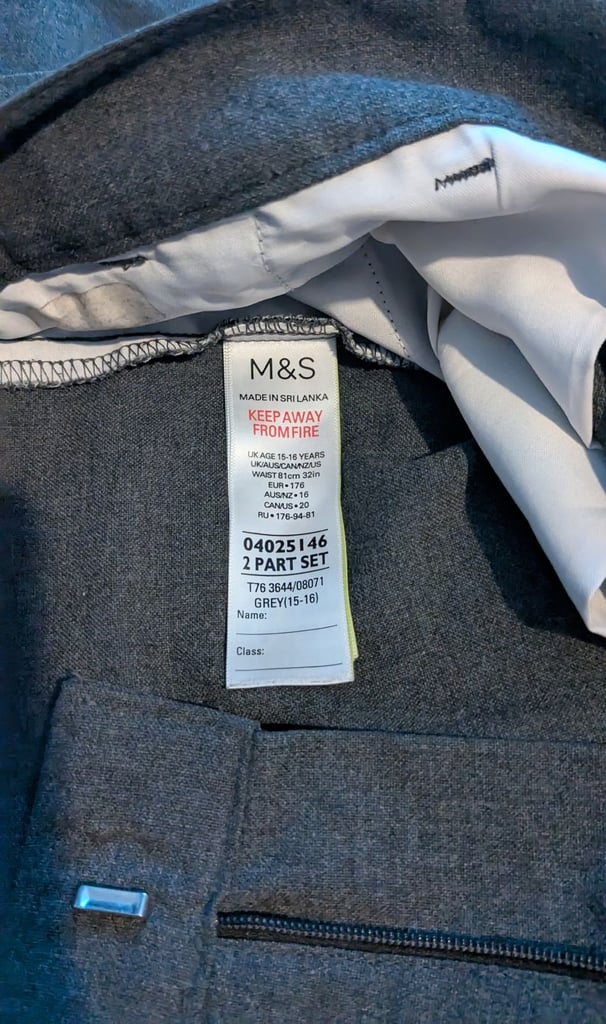 M&S
MADE IN SRI LANKA
KEEP AWAY
FROM FIRE
UK AGE 15-16 YEARS
UK/AUS/CAN/NZ/US
WAIST 81cm 32in
EUR • 176
AUS/NZ • 16
CAN/US • 20
RU • 176-94-81
04025146
2 PART SET
T76 3644/08071
GREY(15-16)
Name:
Class: